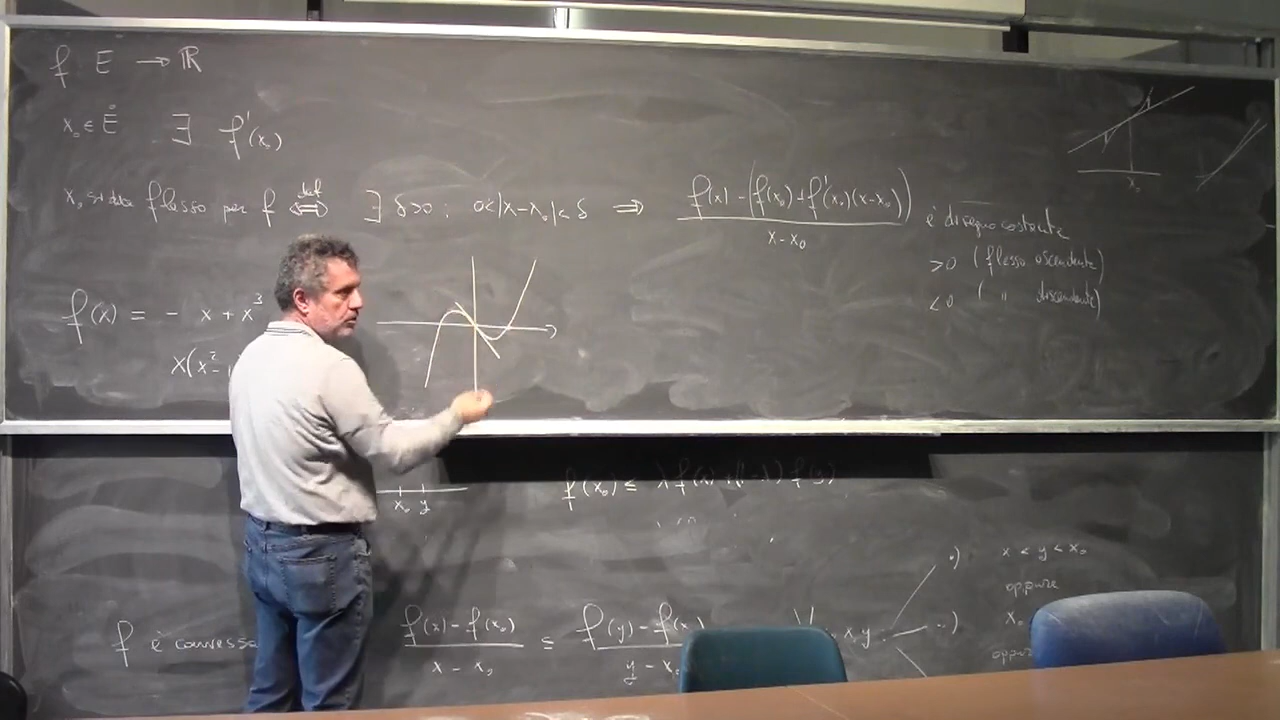 f E → ℝ
x₀ ∈ E̊ ∃ f'(x₀)
x₀ si dice flesso per f ⇔(def) ∃ δ>0 : 0<|x-x₀|<δ ⇒ (f(x) - (f(x₀) + f'(x₀)(x-x₀))) / (x-x₀) è di segno costante
>0 (flesso ascendente)
<0 ( " discendente)
f(x) = - x + x³
x(x²-1
x₀
x₀ y
f(x₀) ≤ λ f(x) + (1-λ) f(y)
f è convessa (f(x) - f(x₀)) / (x - x₀) ≤ (f(y) - f(x₀)) / (y - x₀) ∀ x,y
·) x < y < x₀
oppure
··) x₀
oppure